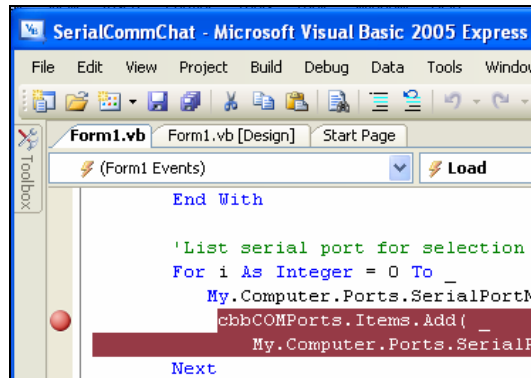 SerialCommChat - Microsoft Visual Basic 2005 Express
File Edit View Project Build Debug Data Tools Window
Form1.vb Form1.vb [Design] Start Page
Toolbox
(Form1 Events) Load
End With
'List serial port for selection
For i As Integer = 0 To _
My.Computer.Ports.SerialPortN
cbbCOMPorts.Items.Add( _
My.Computer.Ports.SerialP
Next